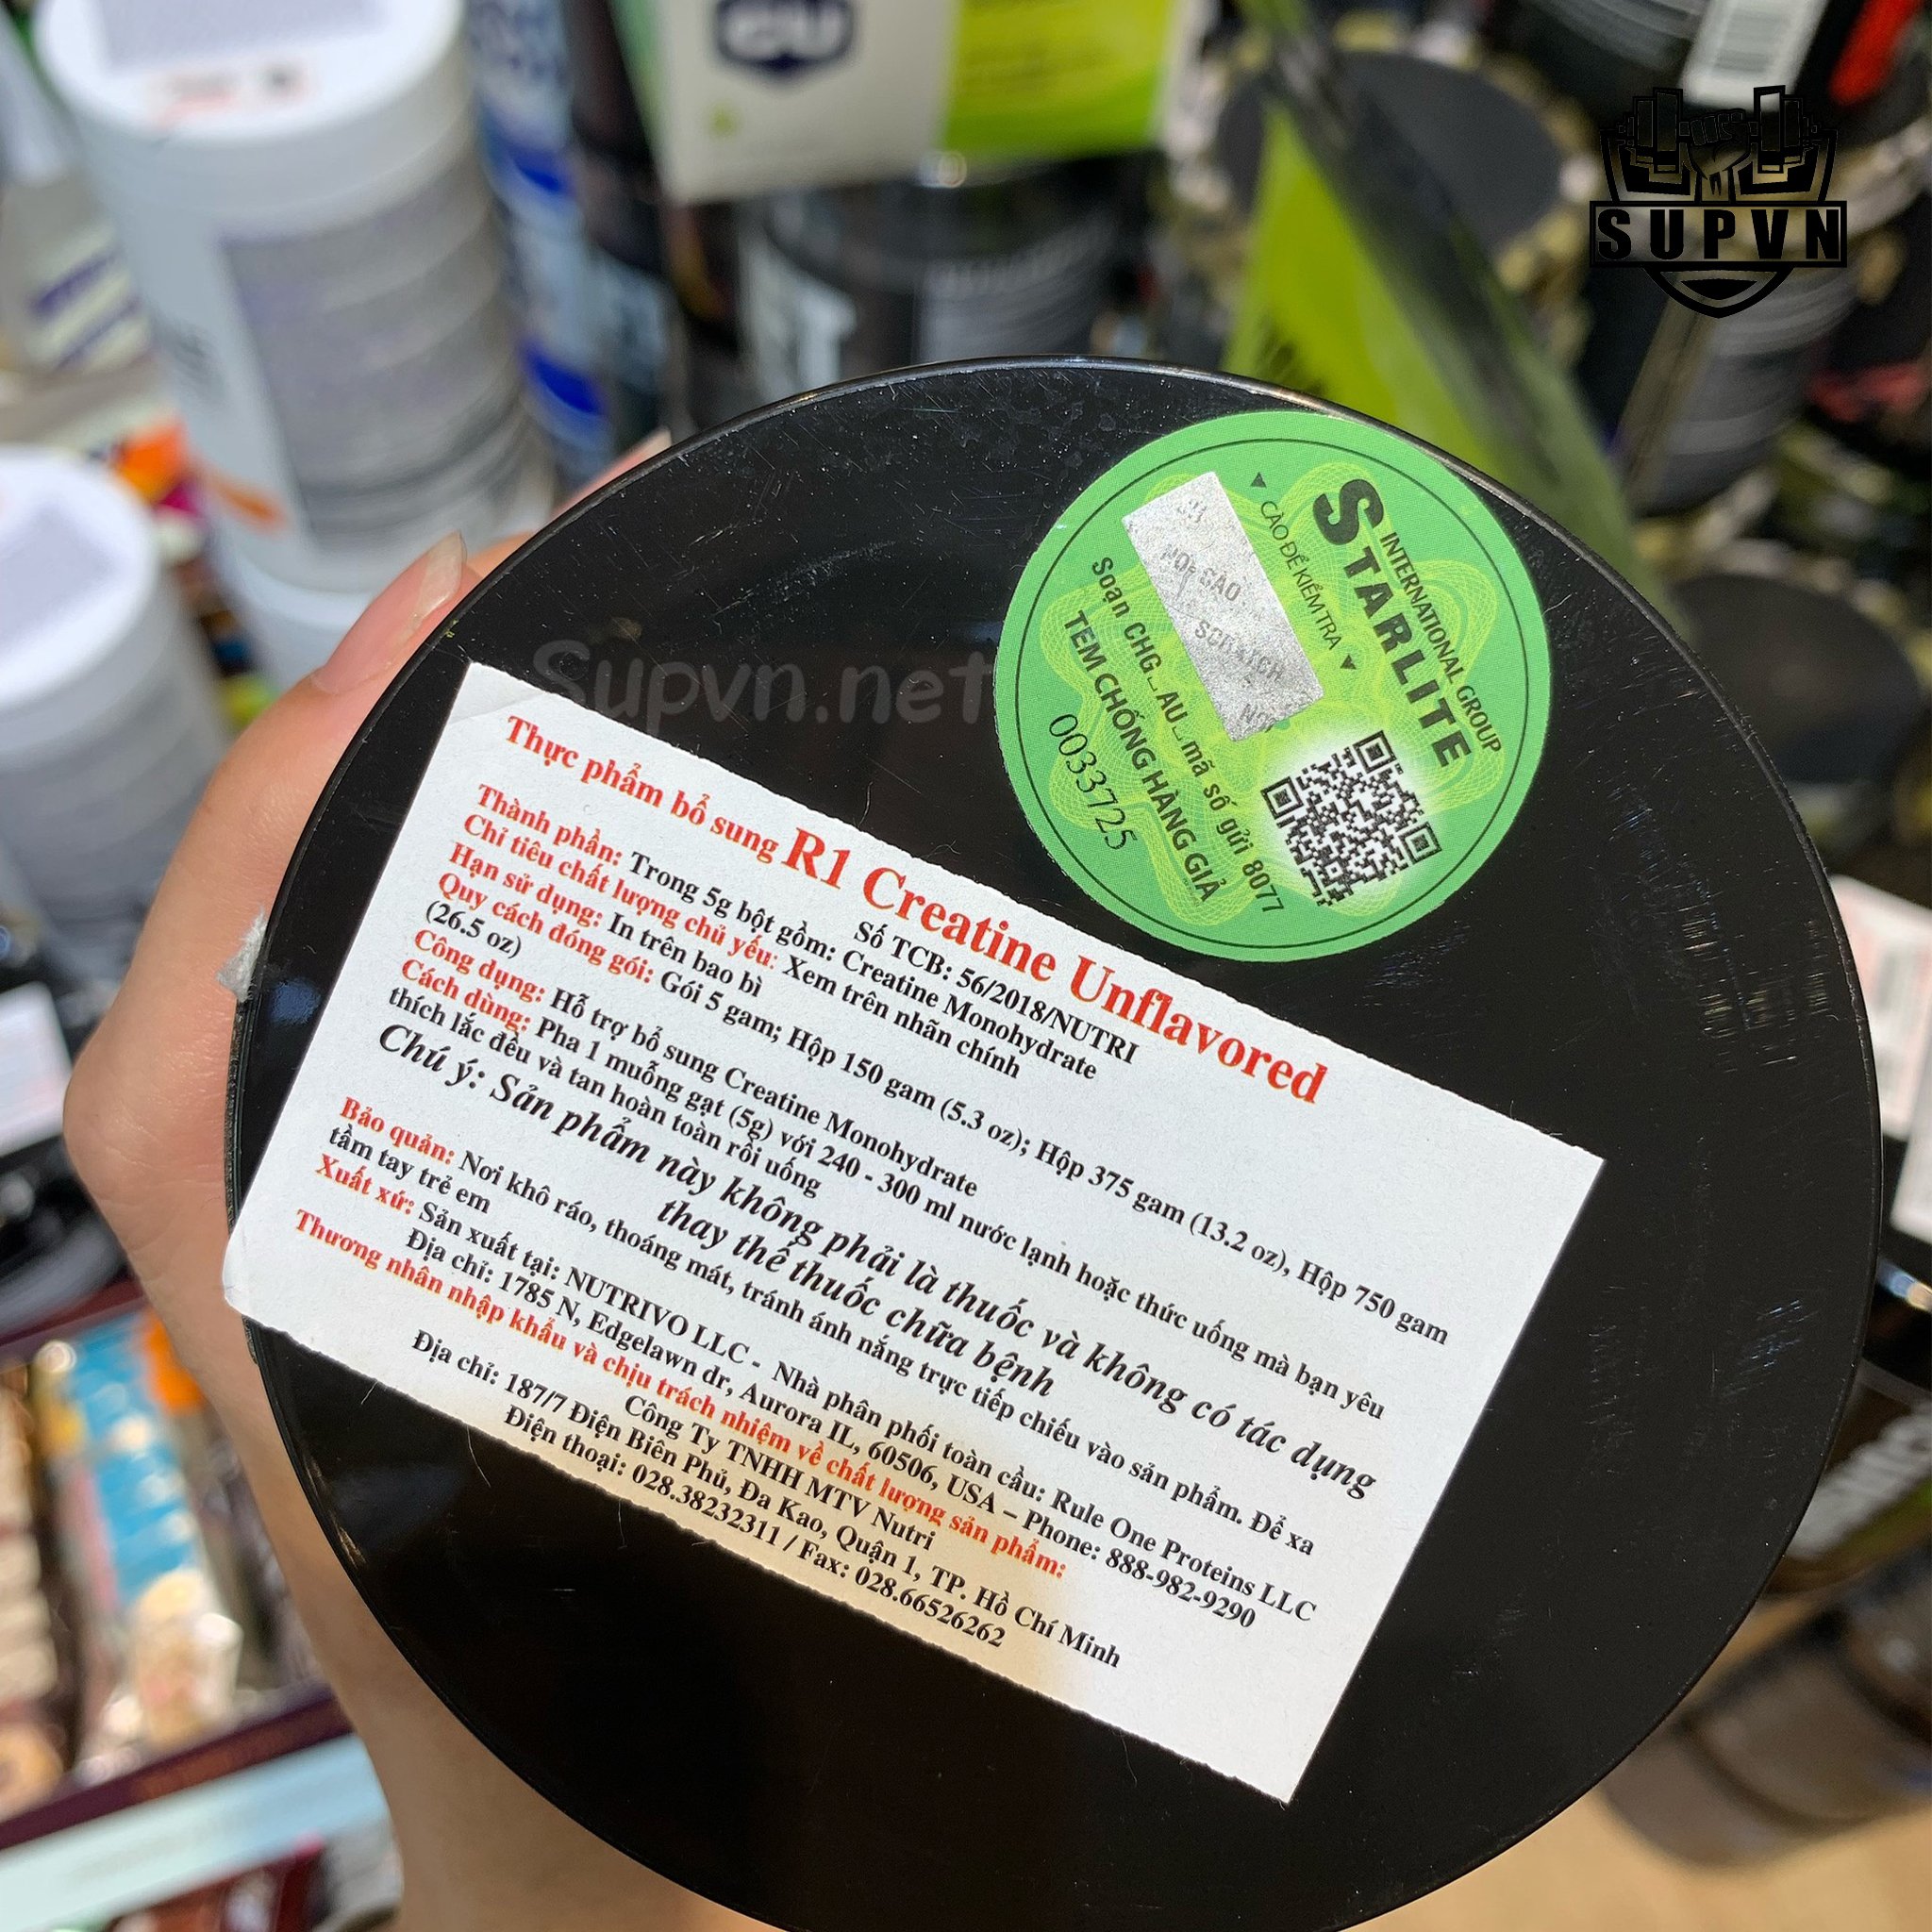 GU
SUPVN
Supvn.net
INTERNATIONAL GROUP
STARLITE
▲ CÀO ĐỂ KIỂM TRA ▼
Soạn CHG_AU_mã số gửi 8077
TEM CHỐNG HÀNG GIẢ
0033725
Thực phẩm bổ sung R1 Creatine Unflavored
Số TCB: 56/2018/NUTRI
Thành phần: Trong 5g bột gồm: Creatine Monohydrate
Chỉ tiêu chất lượng chủ yếu: Xem trên nhãn chính
Hạn sử dụng: In trên bao bì
Quy cách đóng gói: Gói 5 gam; Hộp 150 gam (5.3 oz); Hộp 375 gam (13.2 oz), Hộp 750 gam
(26.5 oz)
Công dụng: Hỗ trợ bổ sung Creatine Monohydrate
Cách dùng: Pha 1 muỗng gạt (5g) với 240 - 300 ml nước lạnh hoặc thức uống mà bạn yêu
thích lắc đều và tan hoàn toàn rồi uống
Chú ý: Sản phẩm này không phải là thuốc và không có tác dụng
thay thế thuốc chữa bệnh
Bảo quản: Nơi khô ráo, thoáng mát, tránh ánh nắng trực tiếp chiếu vào sản phẩm. Để xa
tầm tay trẻ em
Xuất xứ: Sản xuất tại: NUTRIVO LLC - Nhà phân phối toàn cầu: Rule One Proteins LLC
Địa chỉ: 1785 N, Edgelawn dr, Aurora IL, 60506, USA – Phone: 888-982-9290
Thương nhân nhập khẩu và chịu trách nhiệm về chất lượng sản phẩm:
Công Ty TNHH MTV Nutri
Địa chỉ: 187/7 Điện Biên Phủ, Đa Kao, Quận 1, TP. Hồ Chí Minh
Điện thoại: 028.38232311 / Fax: 028.66526262